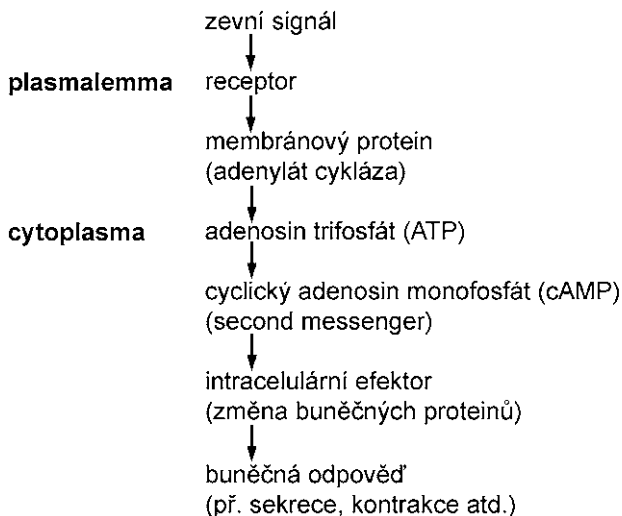 zevní signál
plasmalemma receptor
membránový protein
(adenylát cykláza)
cytoplasma adenosin trifosfát (ATP)
cyclický adenosin monofosfát (cAMP)
(second messenger)
intracelulární efektor
(změna buněčných proteinů)
buněčná odpověď
(př. sekrece, kontrakce atd.)